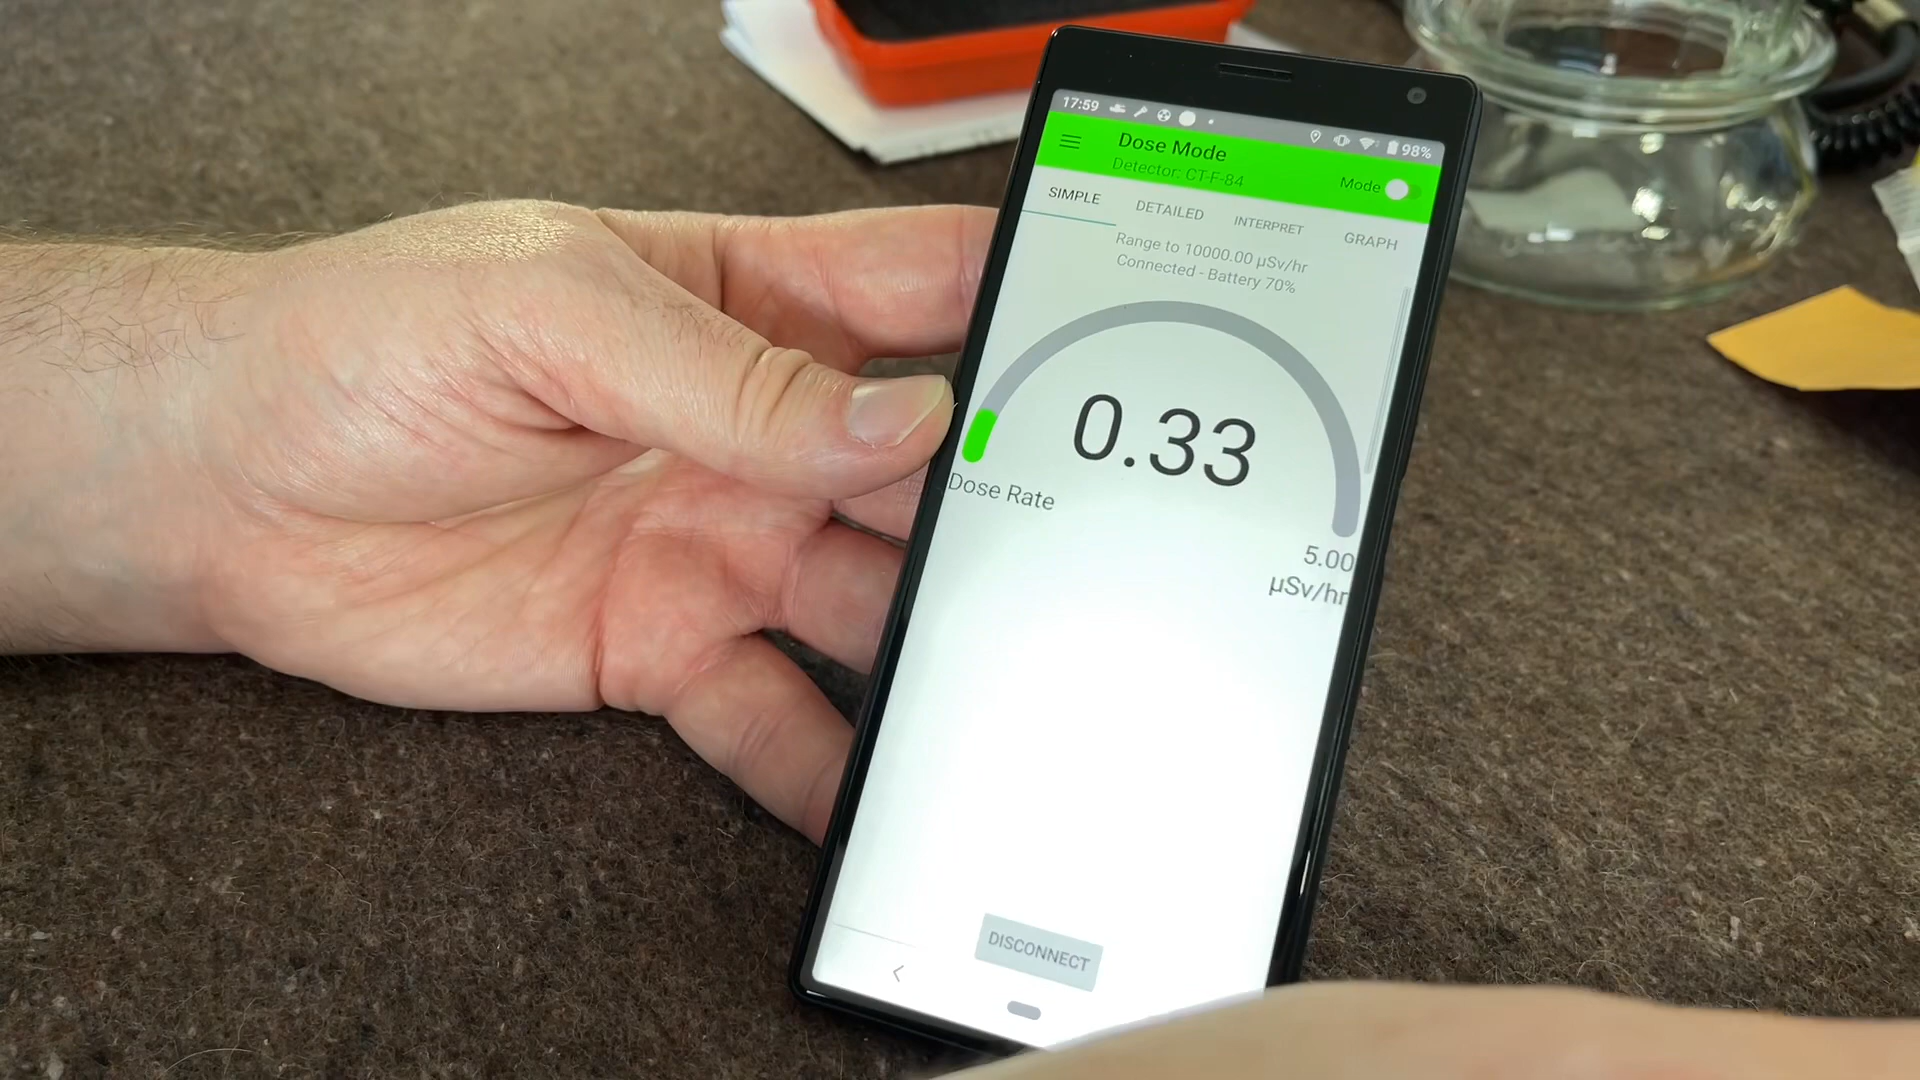 17:59
98%
Dose Mode
Detector: CT-F-84
Mode
SIMPLE DETAILED INTERPRET GRAPH
Range to 10000.00 µSv/hr
Connected - Battery 70%
0.33
Dose Rate
5.00
µSv/hr
DISCONNECT